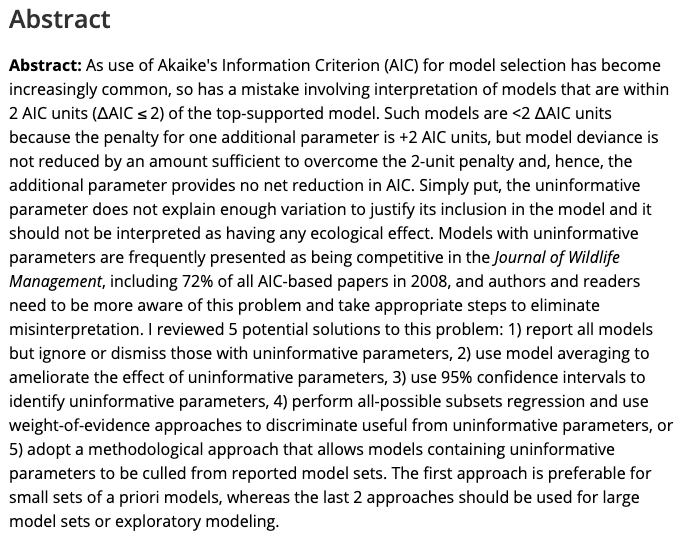 Abstract
Abstract: As use of Akaike's Information Criterion (AIC) for model selection has become
increasingly common, so has a mistake involving interpretation of models that are within
2 AIC units (ΔAIC ≤ 2) of the top-supported model. Such models are <2 ΔAIC units
because the penalty for one additional parameter is +2 AIC units, but model deviance is
not reduced by an amount sufficient to overcome the 2-unit penalty and, hence, the
additional parameter provides no net reduction in AIC. Simply put, the uninformative
parameter does not explain enough variation to justify its inclusion in the model and it
should not be interpreted as having any ecological effect. Models with uninformative
parameters are frequently presented as being competitive in the Journal of Wildlife
Management, including 72% of all AIC-based papers in 2008, and authors and readers
need to be more aware of this problem and take appropriate steps to eliminate
misinterpretation. I reviewed 5 potential solutions to this problem: 1) report all models
but ignore or dismiss those with uninformative parameters, 2) use model averaging to
ameliorate the effect of uninformative parameters, 3) use 95% confidence intervals to
identify uninformative parameters, 4) perform all-possible subsets regression and use
weight-of-evidence approaches to discriminate useful from uninformative parameters, or
5) adopt a methodological approach that allows models containing uninformative
parameters to be culled from reported model sets. The first approach is preferable for
small sets of a priori models, whereas the last 2 approaches should be used for large
model sets or exploratory modeling.